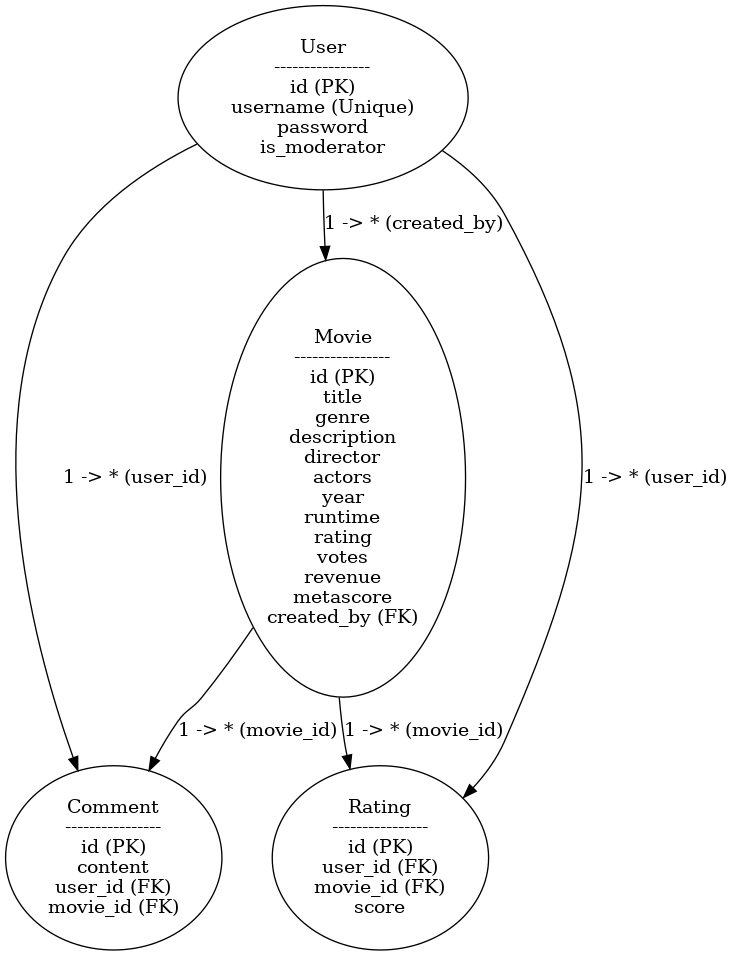 User
----------------
id (PK)
username (Unique)
password
is_moderator
1 -> * (created_by)
Movie
----------------
id (PK)
title
genre
description
director
actors
year
runtime
rating
votes
revenue
metascore
created_by (FK)
1 -> * (user_id)
1 -> * (user_id)
1 -> * (movie_id)
1 -> * (movie_id)
Comment
----------------
id (PK)
content
user_id (FK)
movie_id (FK)
Rating
----------------
id (PK)
user_id (FK)
movie_id (FK)
score